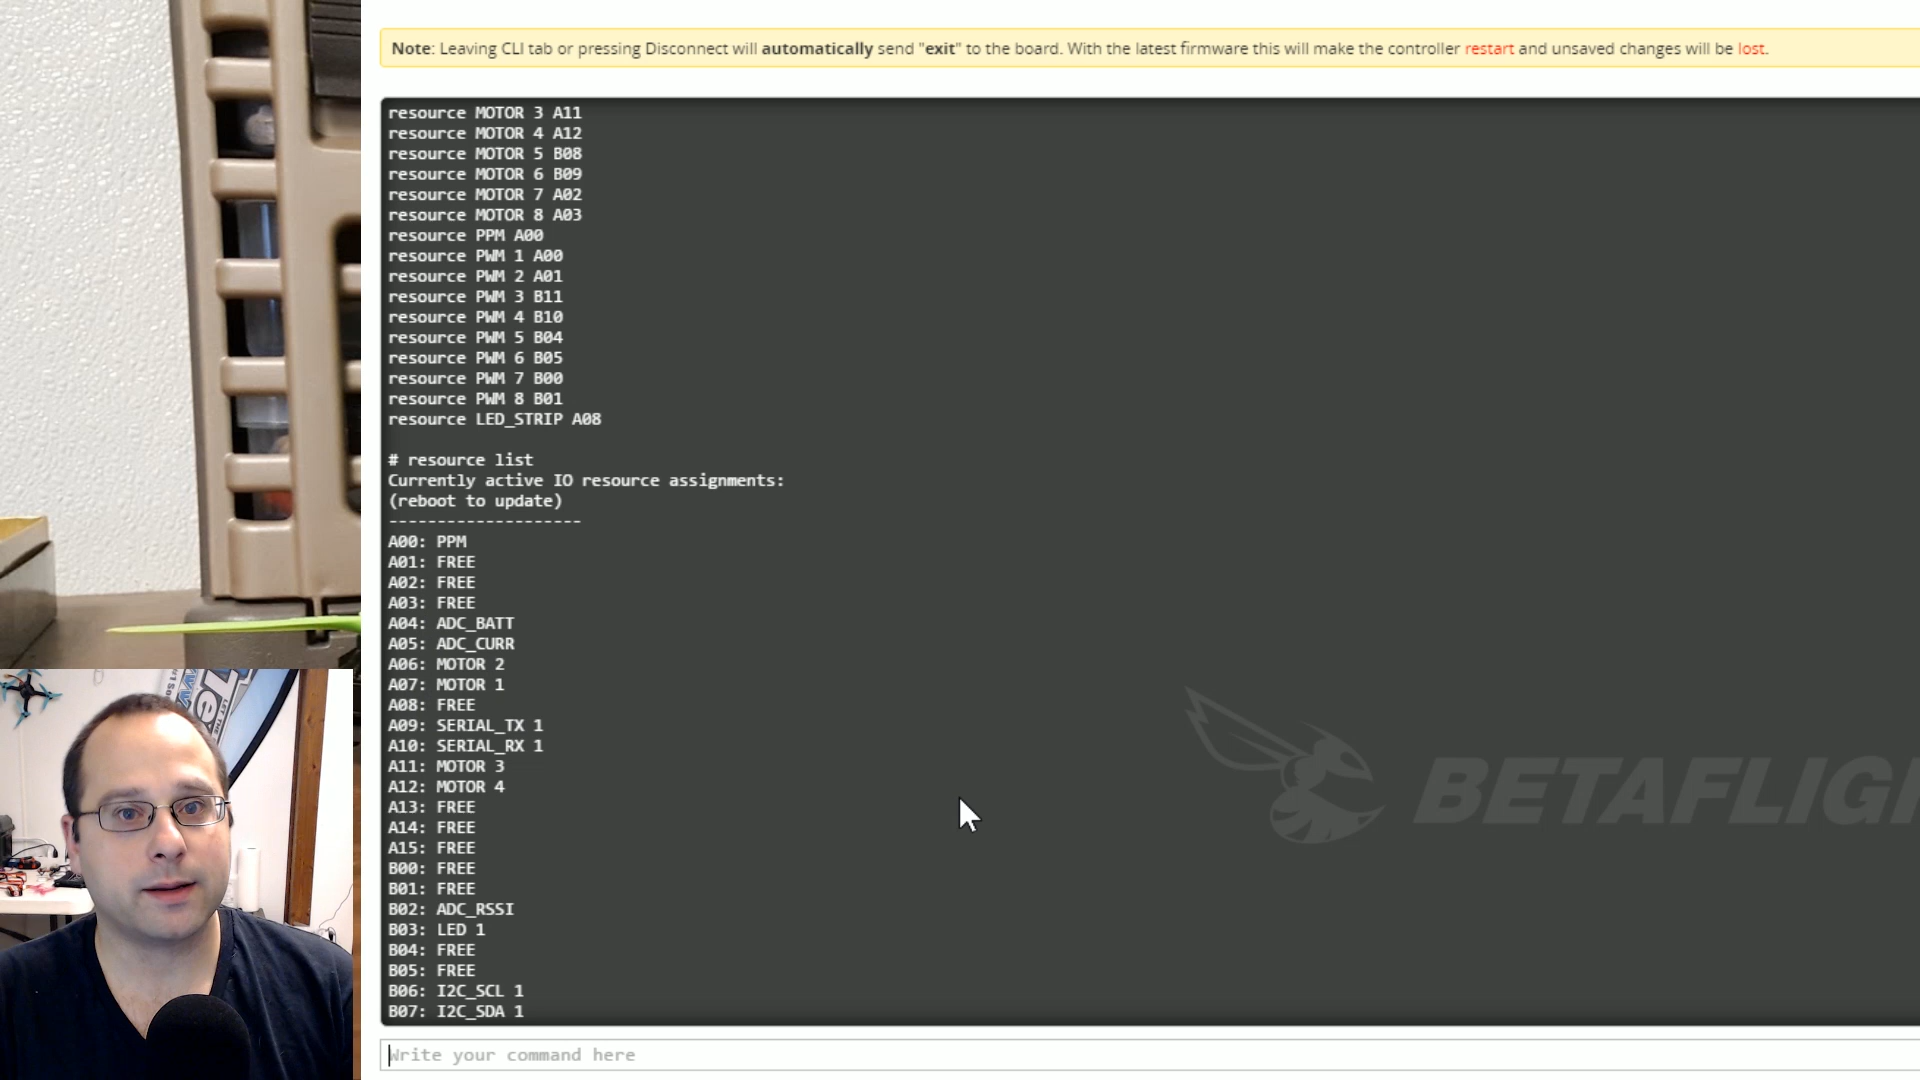 Note: Leaving CLI tab or pressing Disconnect will automatically send "exit" to the board. With the latest firmware this will make the controller restart and unsaved changes will be lost.
resource MOTOR 3 A11
resource MOTOR 4 A12
resource MOTOR 5 B08
resource MOTOR 6 B09
resource MOTOR 7 A02
resource MOTOR 8 A03
resource PPM A00
resource PWM 1 A00
resource PWM 2 A01
resource PWM 3 B11
resource PWM 4 B10
resource PWM 5 B04
resource PWM 6 B05
resource PWM 7 B00
resource PWM 8 B01
resource LED_STRIP A08
# resource list
Currently active IO resource assignments:
(reboot to update)
--------------------
A00: PPM
A01: FREE
A02: FREE
A03: FREE
A04: ADC_BATT
A05: ADC_CURR
A06: MOTOR 2
A07: MOTOR 1
A08: FREE
A09: SERIAL_TX 1
A10: SERIAL_RX 1
A11: MOTOR 3
A12: MOTOR 4
A13: FREE
A14: FREE
A15: FREE
B00: FREE
B01: FREE
B02: ADC_RSSI
B03: LED 1
B04: FREE
B05: FREE
B06: I2C_SCL 1
B07: I2C_SDA 1
BETAFLIGH
Write your command here